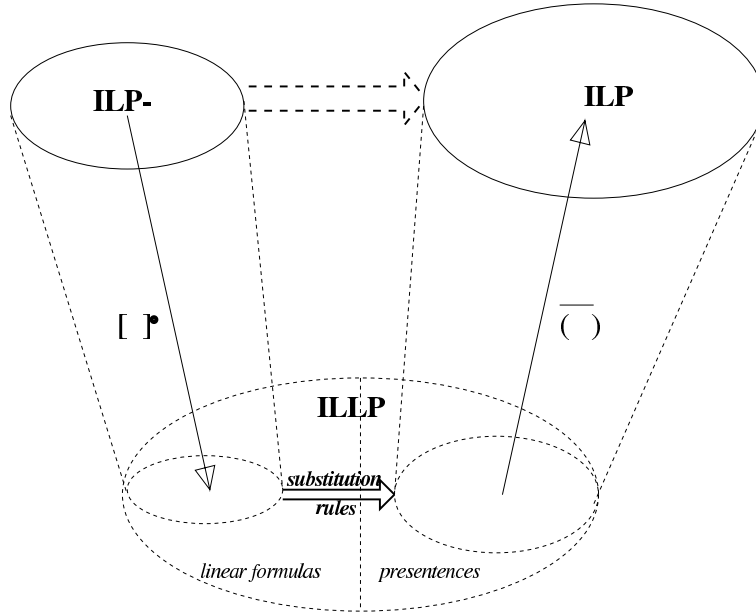 ILP-
ILP
[ ]•
‾( )
ILLP
substitution
rules
linear formulas
presentences